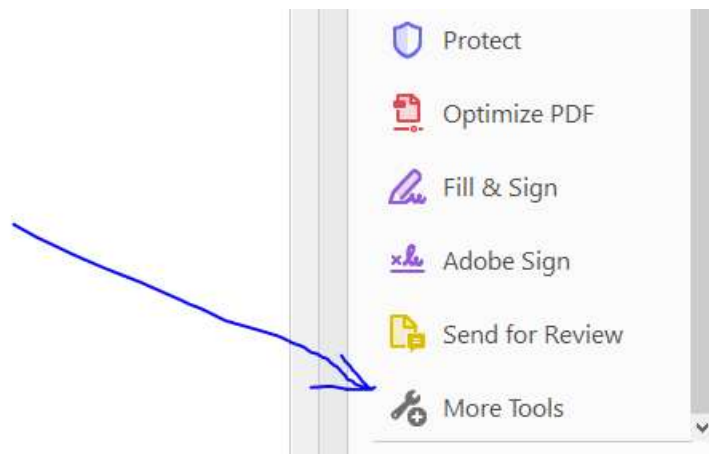 Protect
Optimize PDF
Fill & Sign
Adobe Sign
Send for Review
More Tools